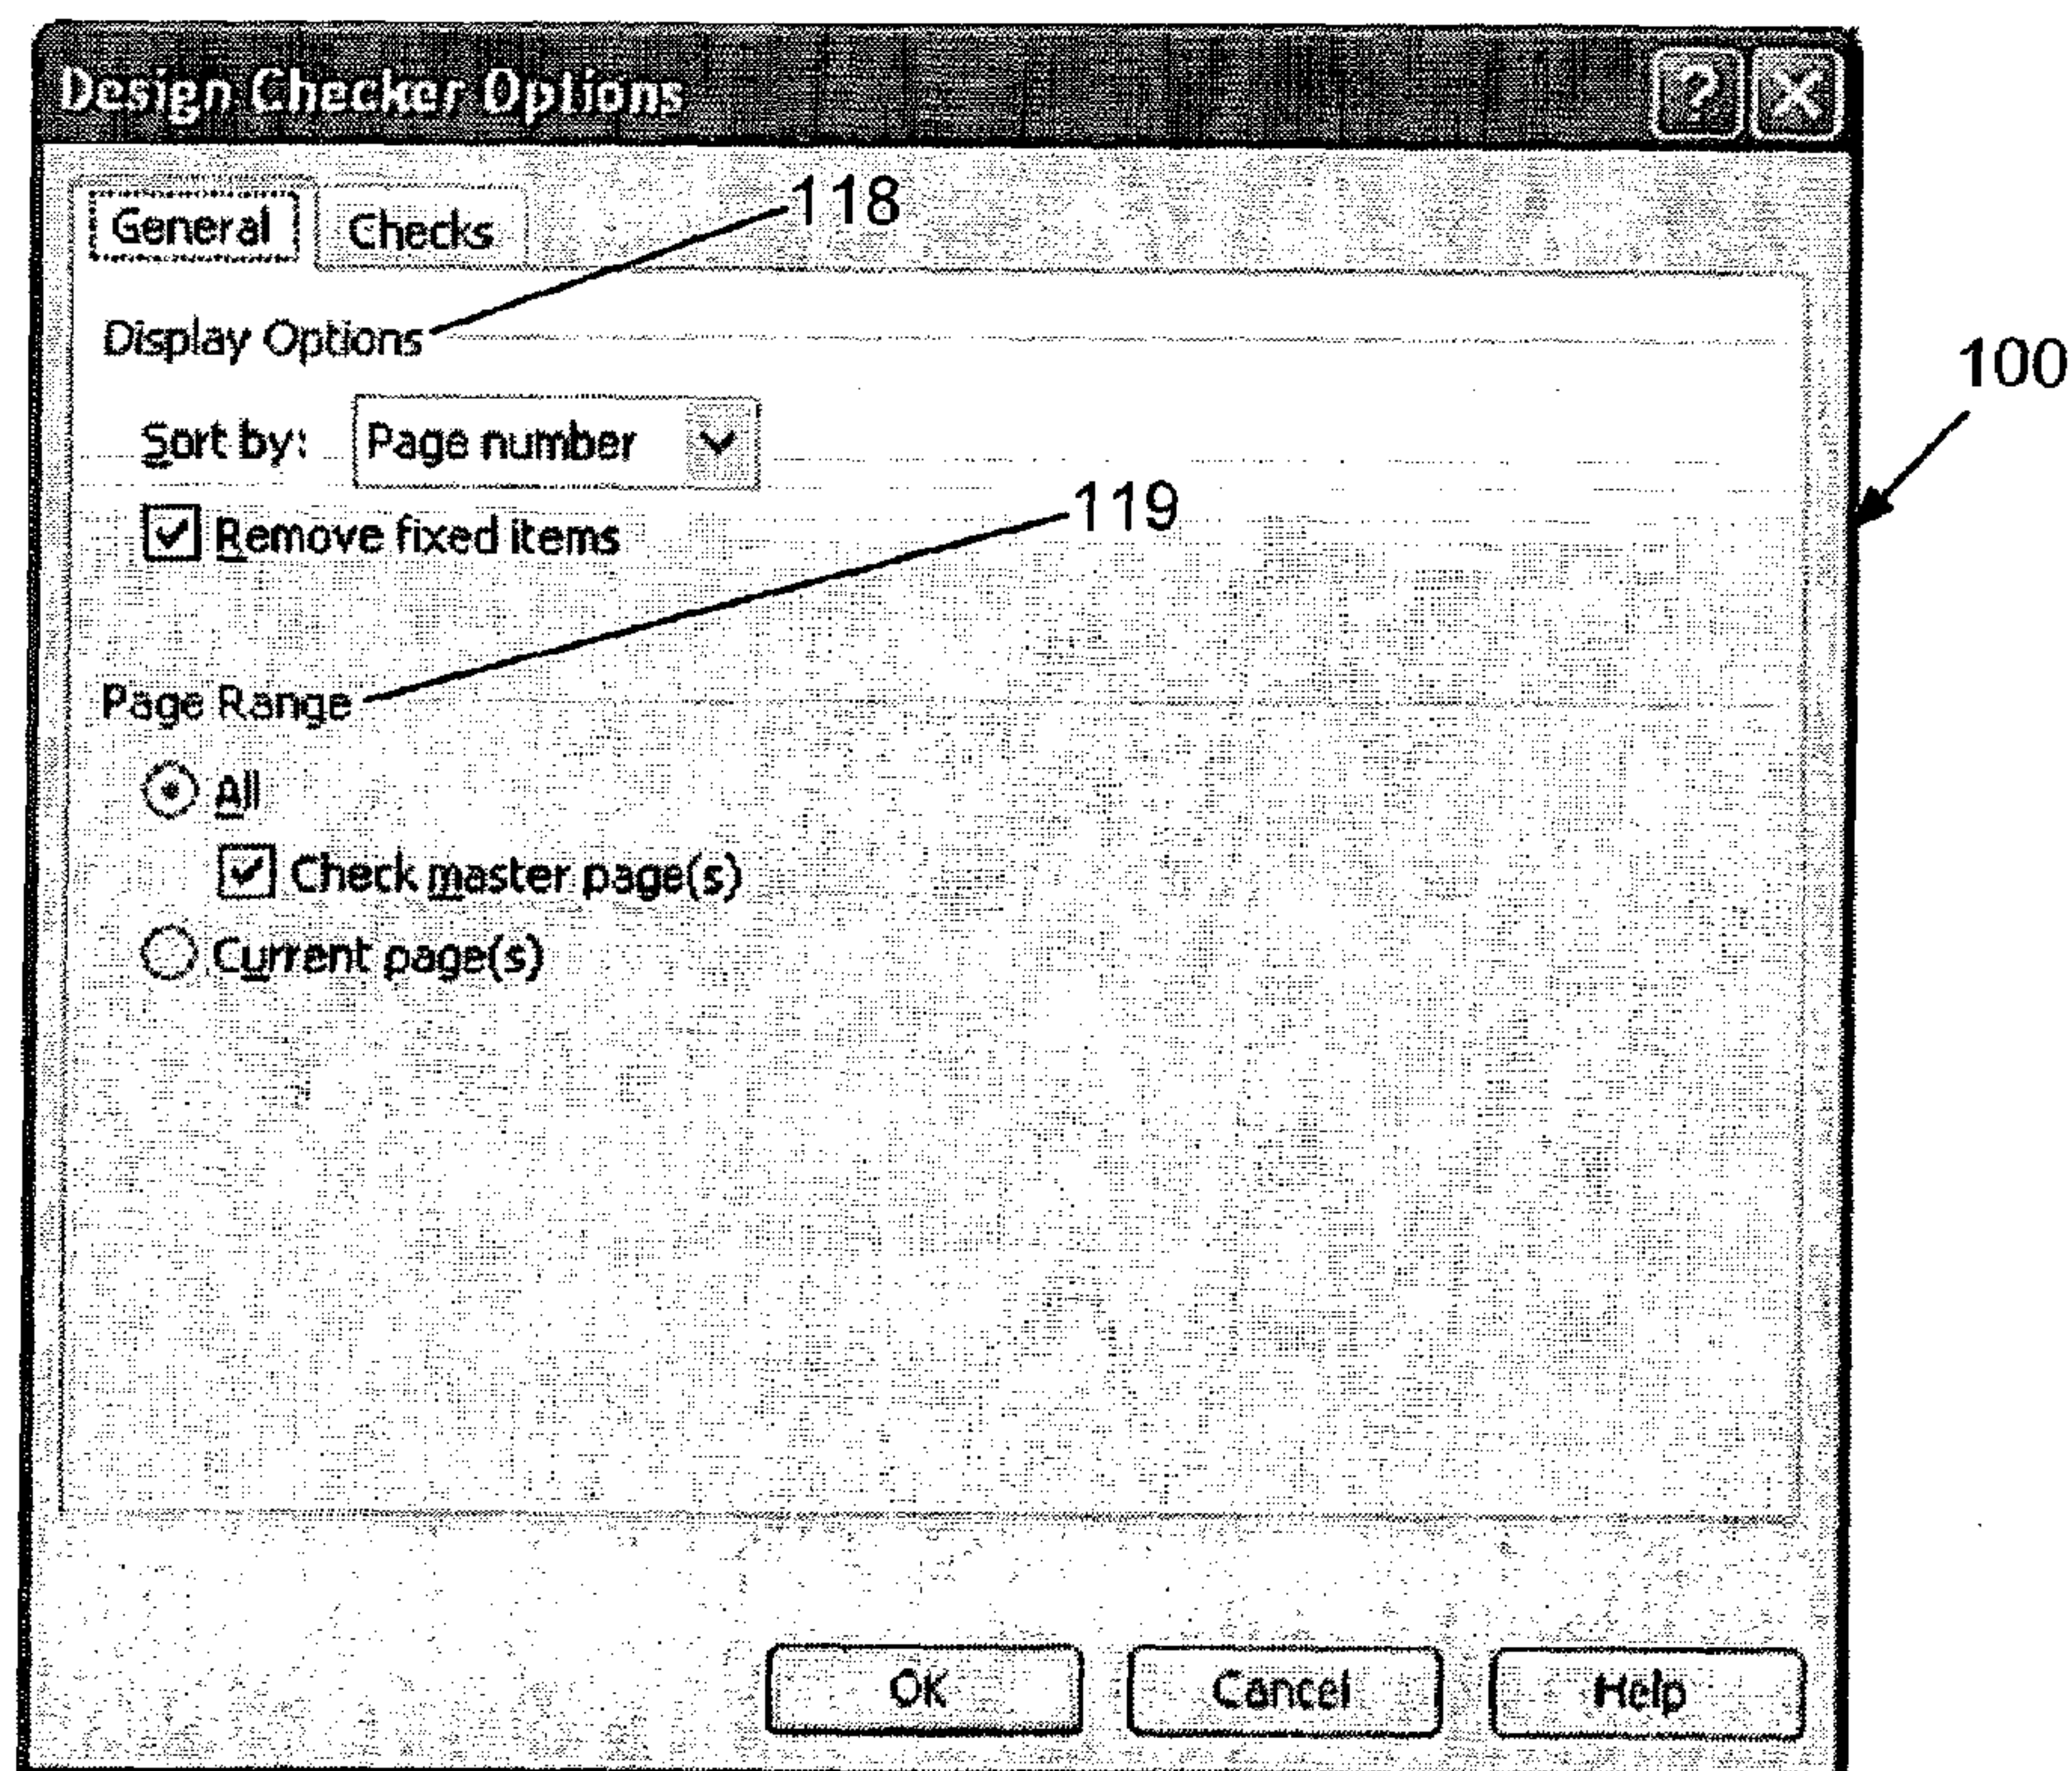 Design Checker Options
General Checks
118
Display Options
100
Sort by: Page number
119
Remove fixed items
Page Range
All
Check master page(s)
Current page(s)
OK Cancel Help